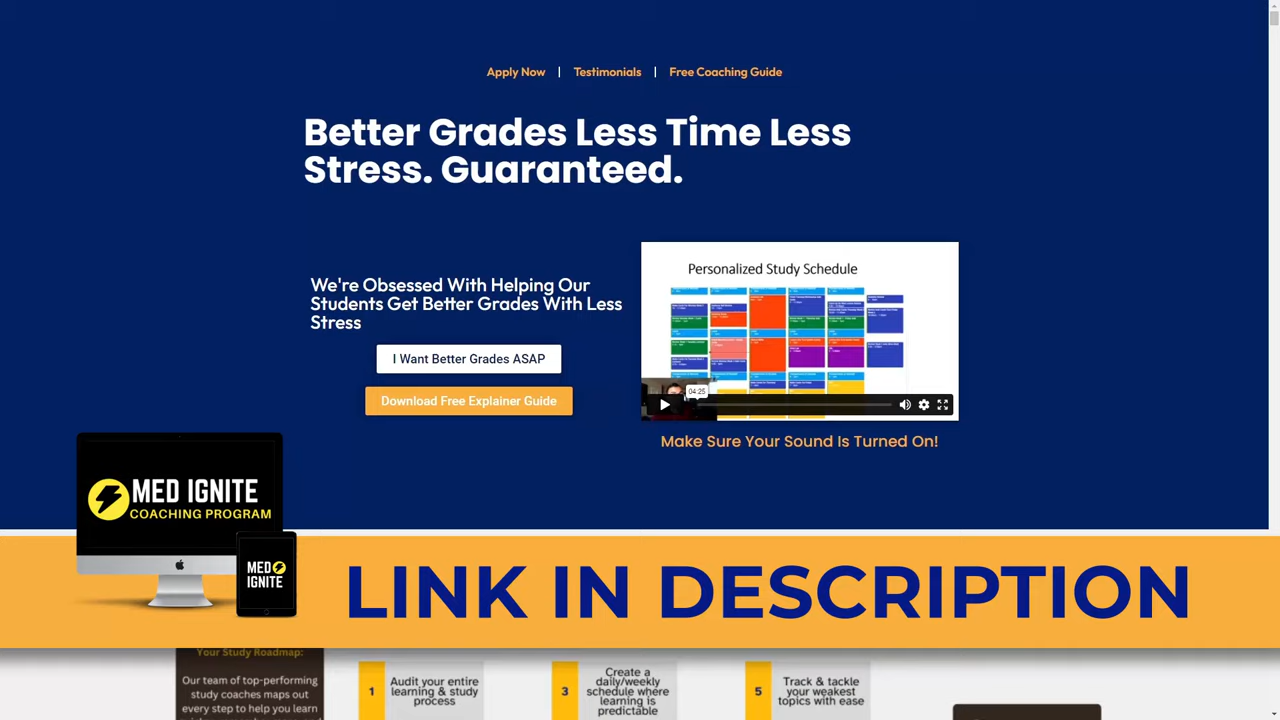 Apply Now | Testimonials | Free Coaching Guide
Better Grades Less Time Less
Stress. Guaranteed.
We're Obsessed With Helping Our
Students Get Better Grades With Less
Stress
I Want Better Grades ASAP
Download Free Explainer Guide
Personalized Study Schedule
04:25
Make Sure Your Sound Is Turned On!
MED IGNITE
COACHING PROGRAM
MED
IGNITE
LINK IN DESCRIPTION
Your Study Roadmap:
Our team of top-performing
study coaches maps out
every step to help you learn
1
Audit your entire
learning & study
process
3
Create a
daily/weekly
schedule where
learning is
predictable
5
Track & tackle
your weakest
topics with ease